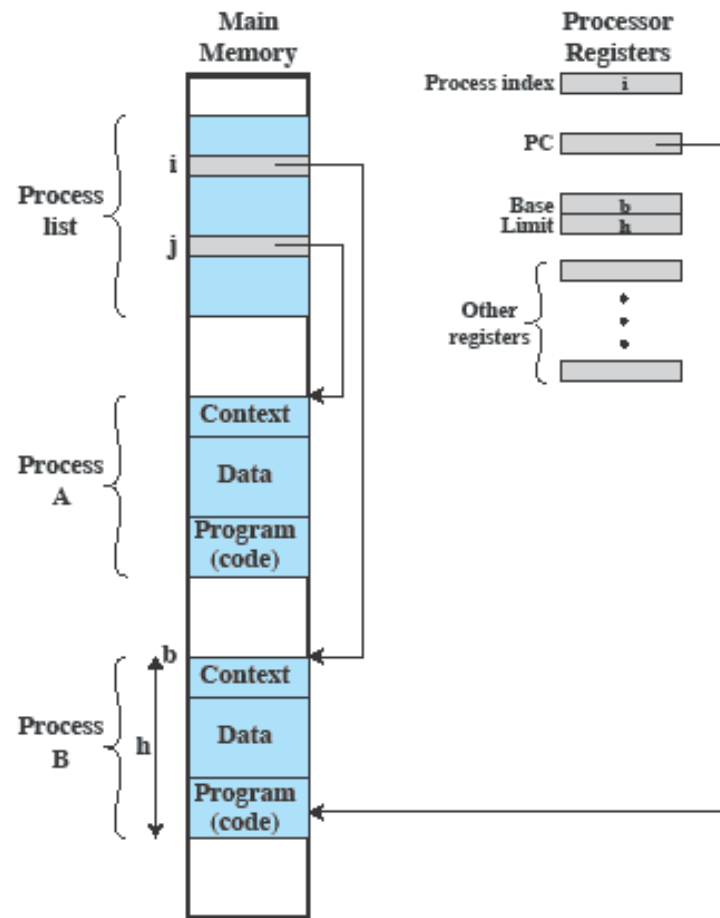 Main
Memory
Processor
Registers
Process index
i
PC
Base
b
Limit
h
Other
registers
Process
list
i
j
Process
A
Context
Data
Program
(code)
Process
B
b
h
Context
Data
Program
(code)